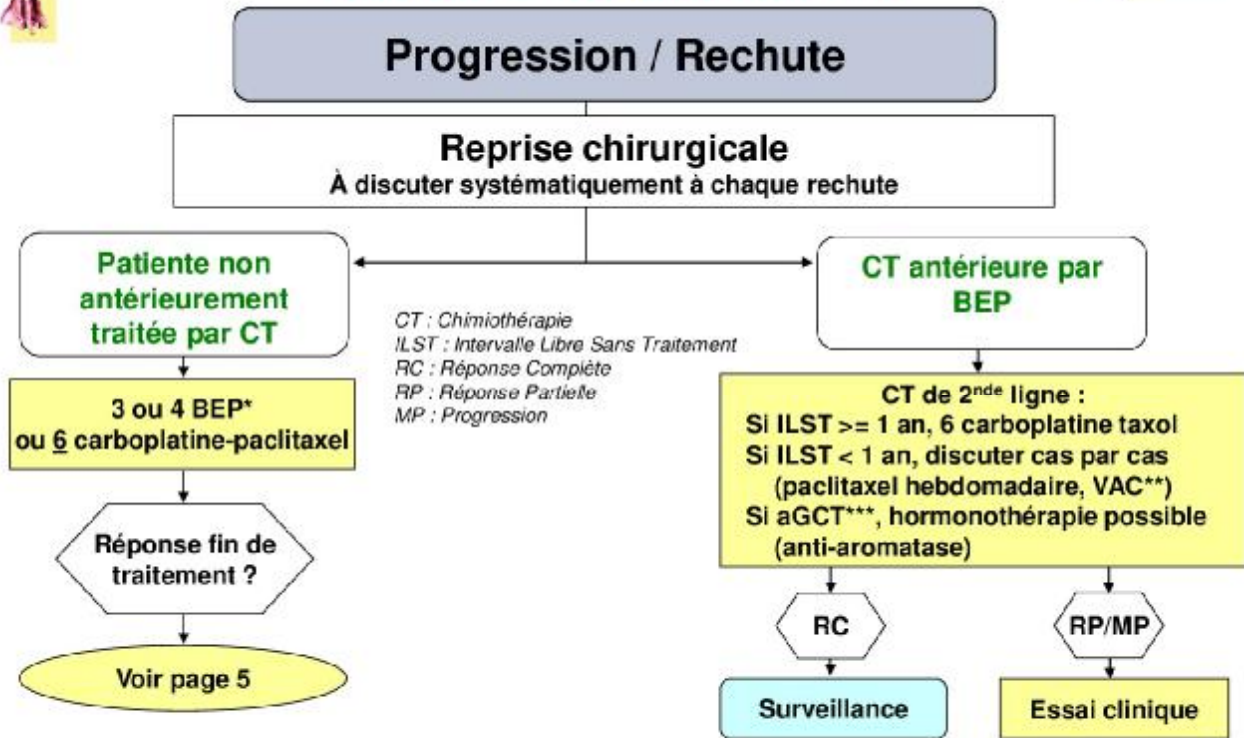 Progression / Rechute
Reprise chirurgicale
À discuter systématiquement à chaque rechute
Patiente non
antérieurement
traitée par CT
CT : Chimiothérapie
ILST : Intervalle Libre Sans Traitement
RC : Réponse Complète
RP : Réponse Partielle
MP : Progression
CT antérieure par
BEP
3 ou 4 BEP*
ou 6 carboplatine-paclitaxel
CT de 2nde ligne :
Si ILST >= 1 an, 6 carboplatine taxol
Si ILST < 1 an, discuter cas par cas
(paclitaxel hebdomadaire, VAC**)
Si aGCT***, hormonothérapie possible
(anti-aromatase)
Réponse fin de
traitement ?
RC
RP/MP
Voir page 5
Surveillance
Essai clinique